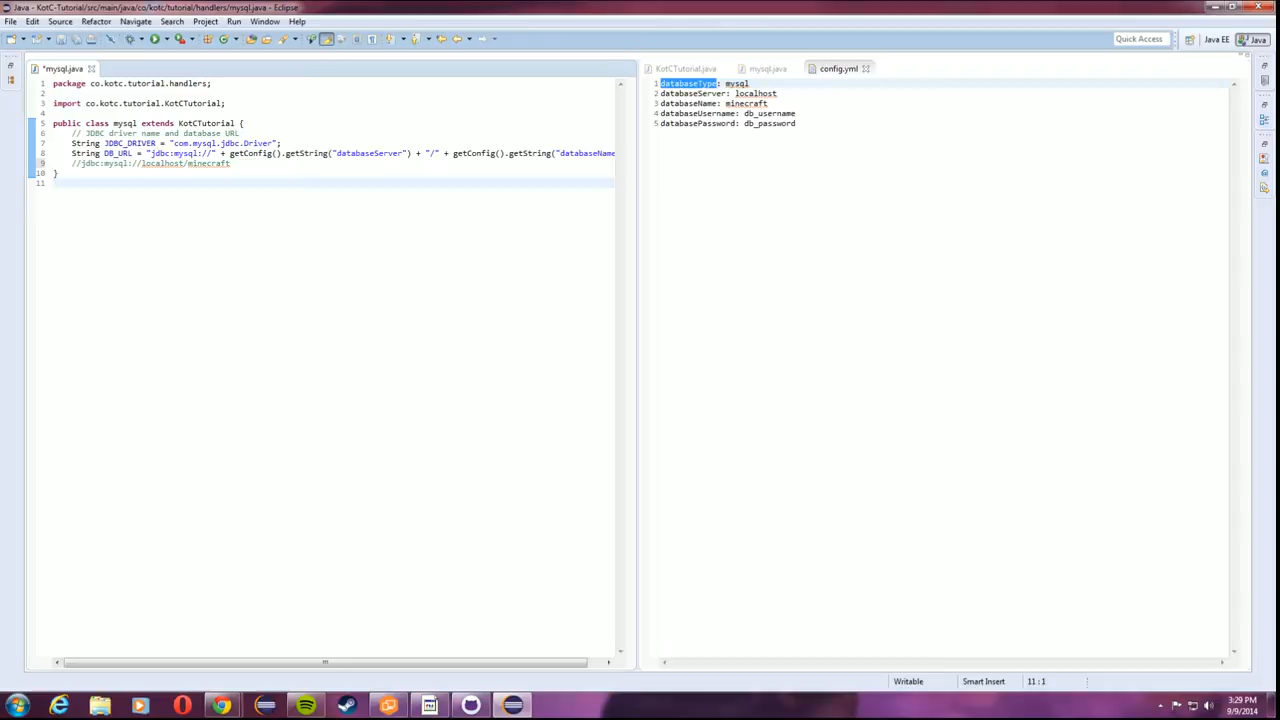 Java - KotC-Tutorial/src/main/java/co/kotc/tutorial/handlers/mysql.java - Eclipse
File Edit Source Refactor Navigate Search Project Run Window Help
Quick Access
Java EE
Java
*mysql.java
1 package co.kotc.tutorial.handlers;
2
3 import co.kotc.tutorial.KotCTutorial;
4
5 public class mysql extends KotCTutorial {
6 // JDBC driver name and database URL
7 String JDBC_DRIVER = "com.mysql.jdbc.Driver";
8 String DB_URL = "jdbc:mysql://" + getConfig().getString("databaseServer") + "/" + getConfig().getString("databaseName
9 //jdbc:mysql://localhost/minecraft
10 }
11
KotCTutorial.java mysql.java config.yml
1 databaseType: mysql
2 databaseServer: localhost
3 databaseName: minecraft
4 databaseUsername: db_username
5 databasePassword: db_password
Writable Smart Insert 11 : 1
3:29 PM
9/9/2014